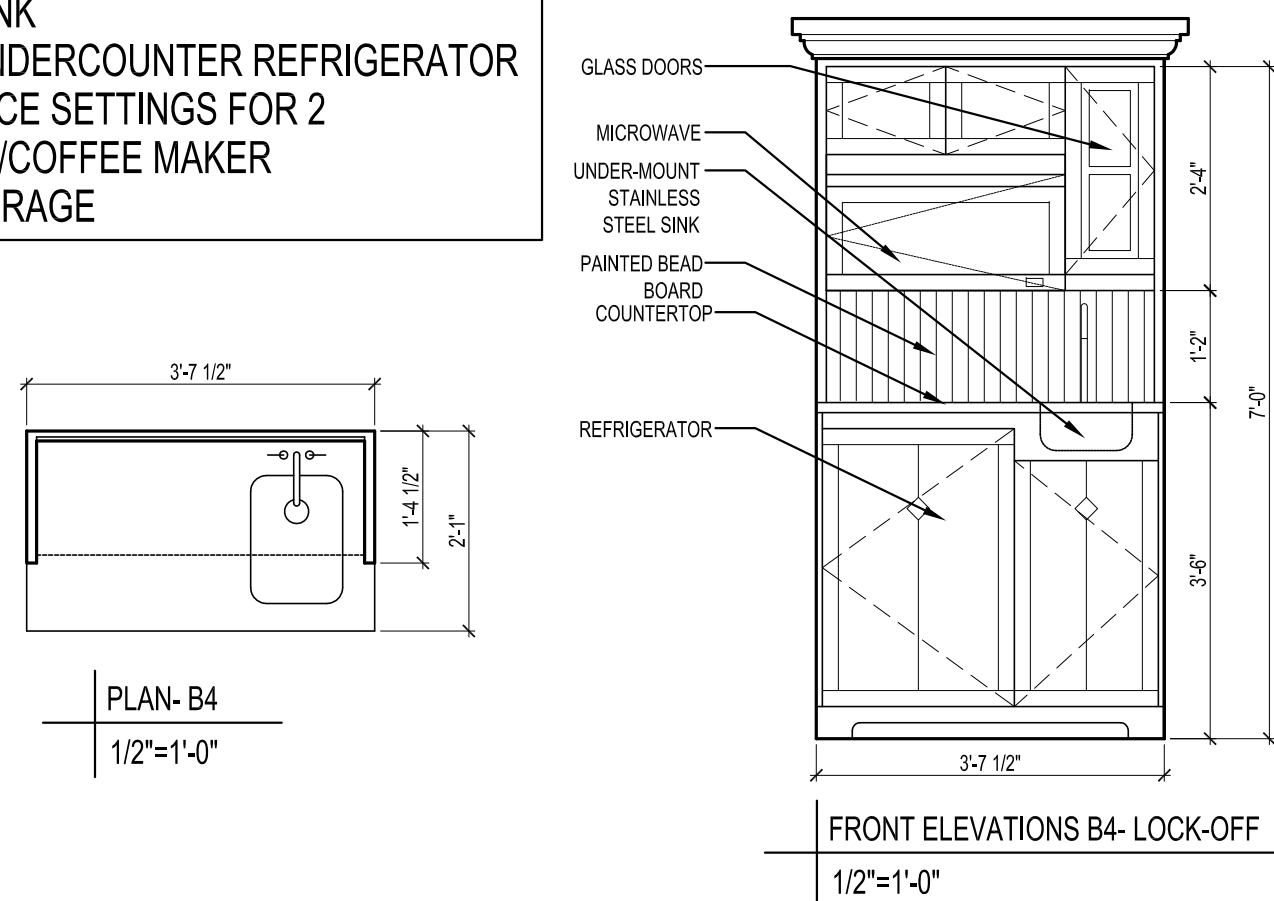 NK
NDERCOUNTER REFRIGERATOR
CE SETTINGS FOR 2
/COFFEE MAKER
RAGE
GLASS DOORS
MICROWAVE
UNDER-MOUNT
STAINLESS
STEEL SINK
PAINTED BEAD
BOARD
COUNTERTOP
REFRIGERATOR
2'-4"
1'-2"
7'-0"
3'-6"
3'-7 1/2"
3'-7 1/2"
1'-4 1/2"
2'-1"
PLAN- B4
1/2"=1'-0"
FRONT ELEVATIONS B4- LOCK-OFF
1/2"=1'-0"